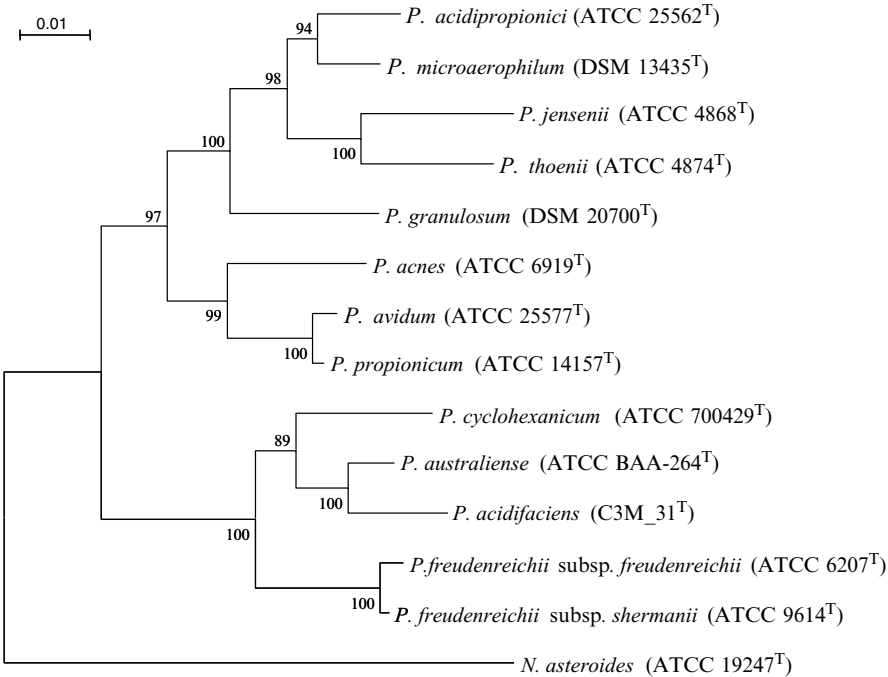 0.01
P. acidipropionici (ATCC 25562ᵀ)
94
P. microaerophilum (DSM 13435ᵀ)
98
P. jensenii (ATCC 4868ᵀ)
100
100
P. thoenii (ATCC 4874ᵀ)
97
P. granulosum (DSM 20700ᵀ)
P. acnes (ATCC 6919ᵀ)
99
P. avidum (ATCC 25577ᵀ)
100
P. propionicum (ATCC 14157ᵀ)
P. cyclohexanicum (ATCC 700429ᵀ)
89
P. australiense (ATCC BAA-264ᵀ)
100
P. acidifaciens (C3M_31ᵀ)
100
P.freudenreichii subsp. freudenreichii (ATCC 6207ᵀ)
100
P. freudenreichii subsp. shermanii (ATCC 9614ᵀ)
N. asteroides (ATCC 19247ᵀ)